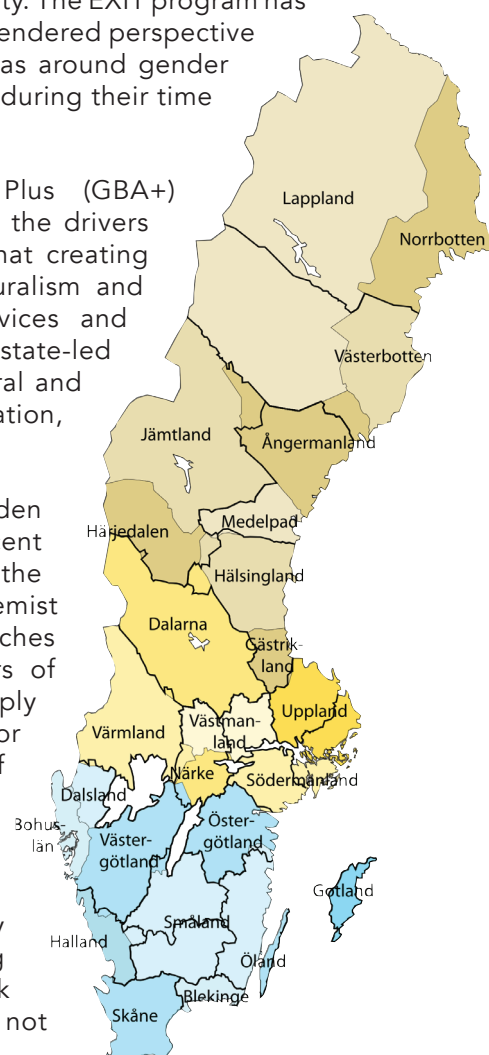 ty. The EXIT program has
endered perspective
as around gender
during their time
Plus (GBA+)
the drivers
hat creating
uralism and
vices and
state-led
ral and
ation,
den
ent
the
emist
ches
rs of
ply
or
f
y
g
k
not
Lappland
Norrbotten
Västerbotten
Jämtland
Ångermanland
Härjedalen
Medelpad
Hälsingland
Dalarna
Gästrik-
land
Uppland
Västman-
land
Värmland
Närke
Södermanland
Dalsland
Bohus-
län
Väster-
götland
Öster-
götland
Gotland
Småland
Halland
Öland
Blekinge
Skåne